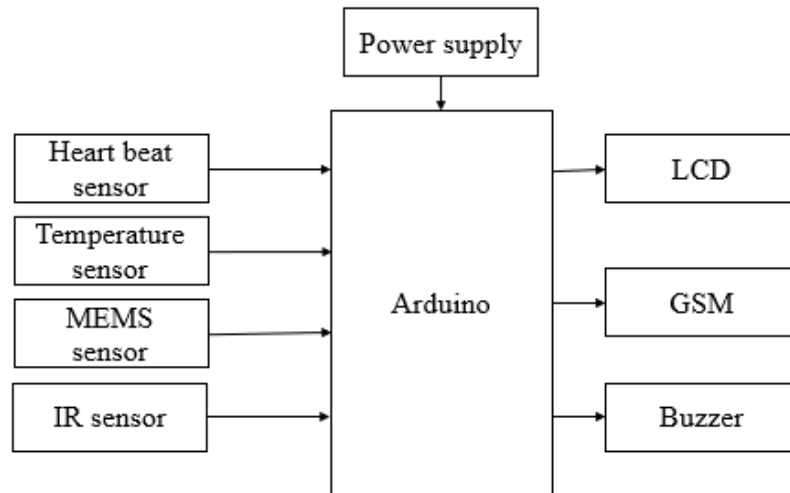 Power supply
Heart beat
sensor
Temperature
sensor
MEMS
sensor
IR sensor
Arduino
LCD
GSM
Buzzer